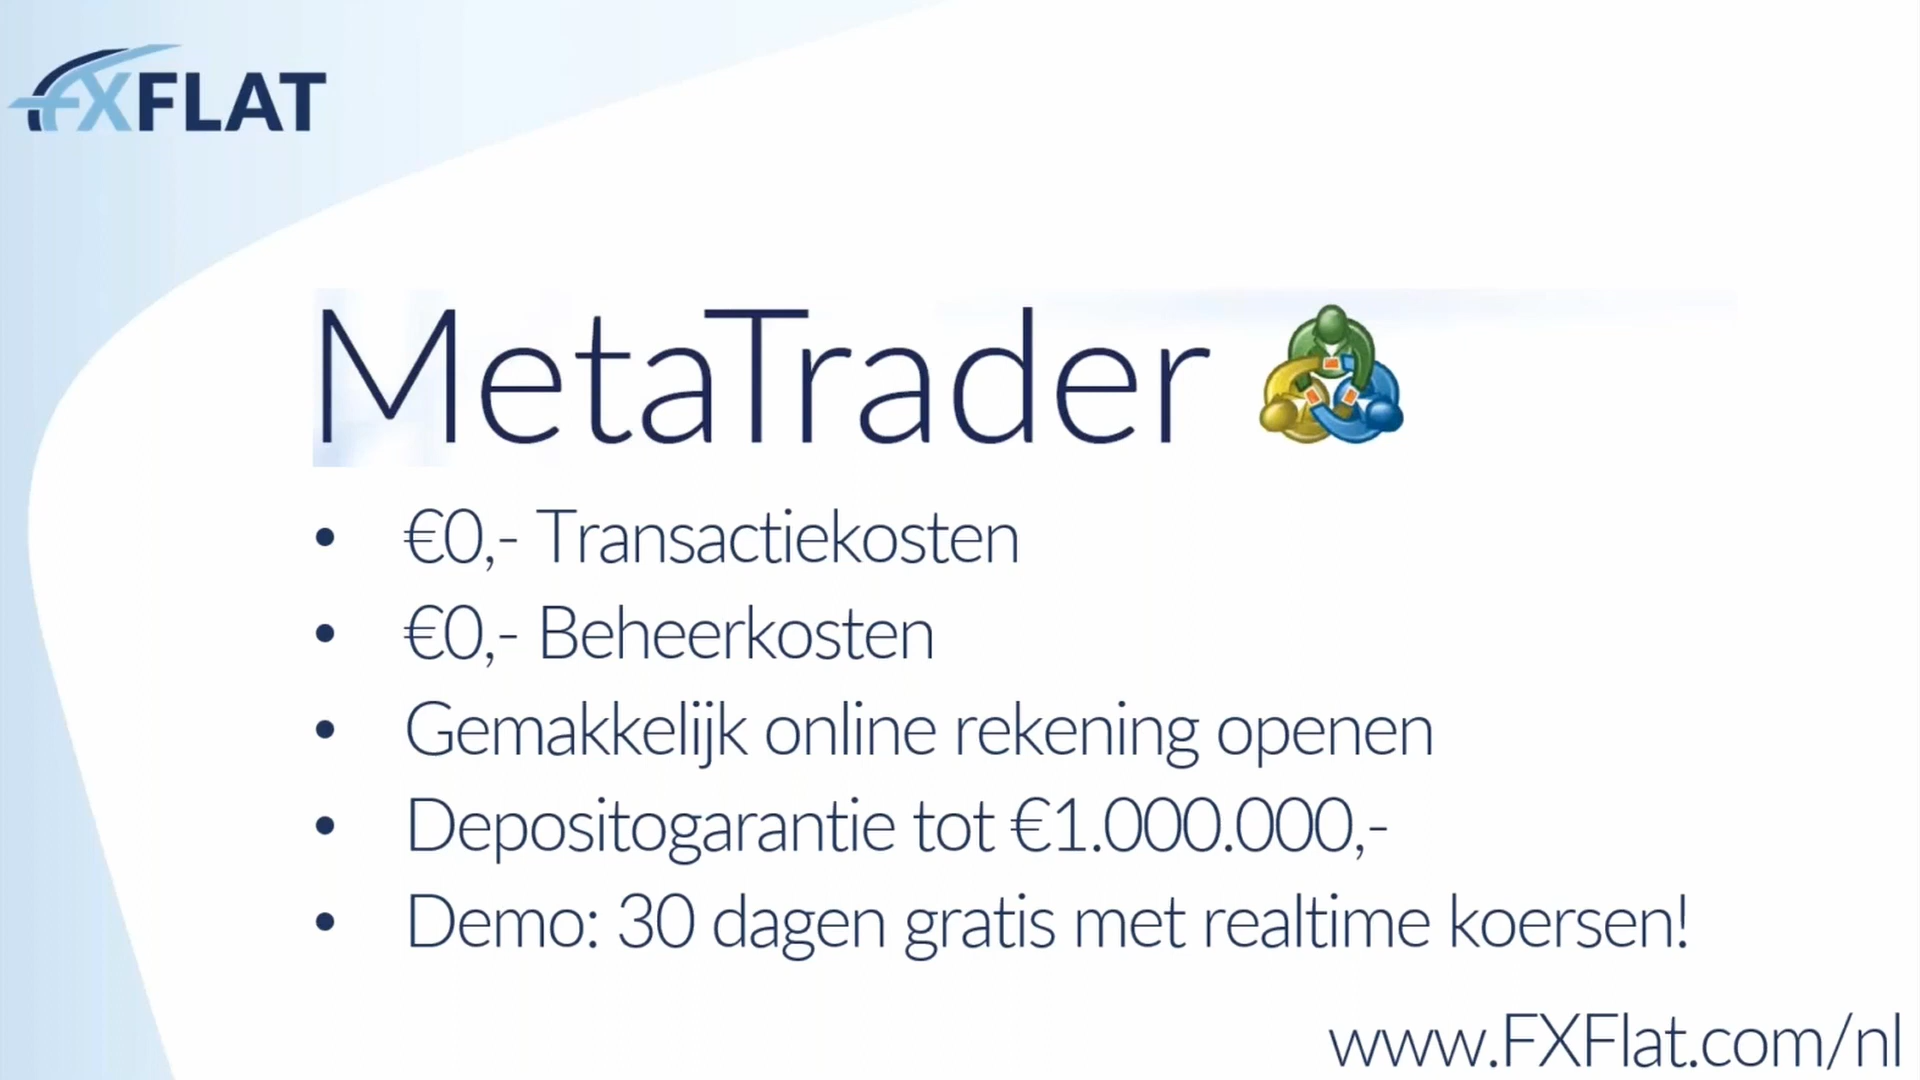 FXFLAT
MetaTrader
• €0,- Transactiekosten
• €0,- Beheerkosten
• Gemakkelijk online rekening openen
• Depositogarantie tot €1.000.000,-
• Demo: 30 dagen gratis met realtime koersen!
www.FXFlat.com/nl